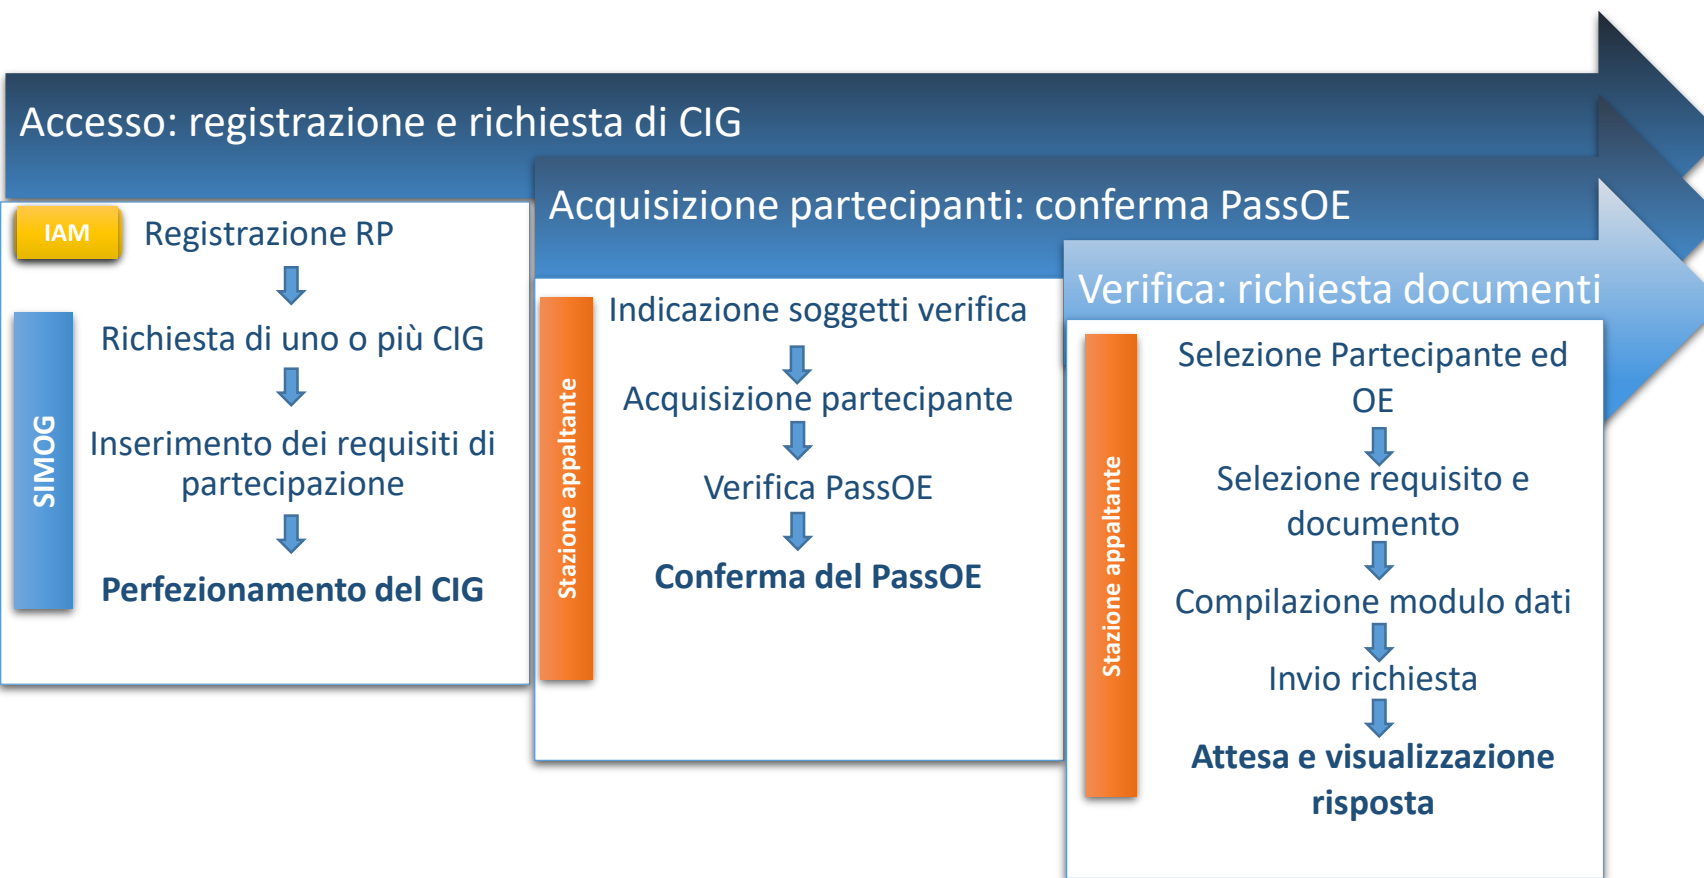 Accesso: registrazione e richiesta di CIG
IAM
Registrazione RP
SIMOG
Richiesta di uno o più CIG
Inserimento dei requisiti di
partecipazione
Perfezionamento del CIG
Acquisizione partecipanti: conferma PassOE
Stazione appaltante
Indicazione soggetti verifica
Acquisizione partecipante
Verifica PassOE
Conferma del PassOE
Verifica: richiesta documenti
Stazione appaltante
Selezione Partecipante ed
OE
Selezione requisito e
documento
Compilazione modulo dati
Invio richiesta
Attesa e visualizzazione
risposta